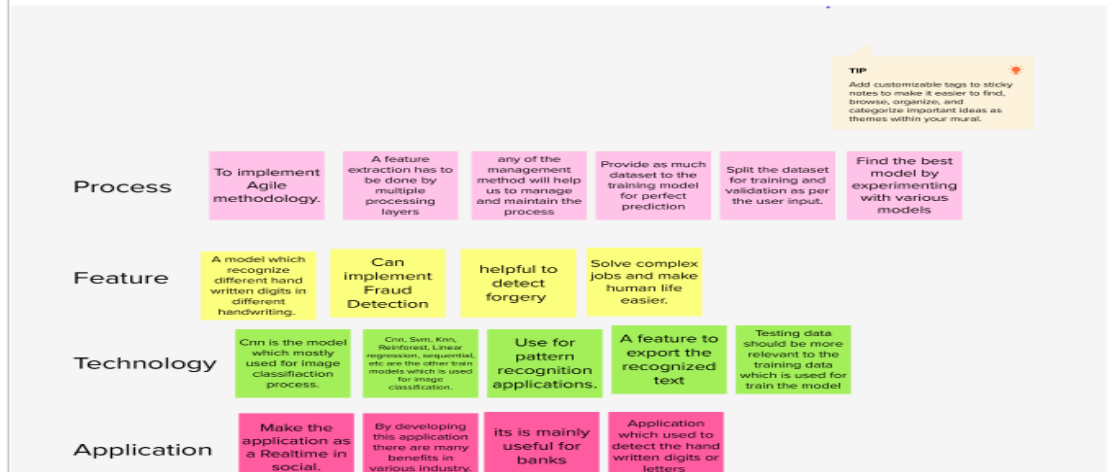 TIP
Add customizable tags to sticky
notes to make it easier to find,
browse, organize, and
categorize important ideas as
themes within your mural.
Process
To implement
Agile
methodology.
A feature
extraction has to
be done by
multiple
processing
layers
any of the
management
method will help
us to manage
and maintain the
process
Provide as much
dataset to the
training model
for perfect
prediction
Split the dataset
for training and
validation as per
the user input.
Find the best
model by
experimenting
with various
models
Feature
A model which
recognize
different hand
written digits in
different
handwriting.
Can
implement
Fraud
Detection
helpful to
detect
forgery
Solve complex
jobs and make
human life
easier.
Technology
Cnn is the model
which mostly
used for image
classifiaction
process.
Cnn, Svm, Knn,
Reinforest, Linear
regression, sequential,
etc are the other train
models which is used
for image
classification.
Use for
pattern
recognition
applications.
A feature to
export the
recognized
text
Testing data
should be more
relevant to the
training data
which is used for
train the model
Application
Make the
application as
a Realtime in
social.
By developing
this application
there are many
benefits in
various industry.
its is mainly
useful for
banks
Application
which used to
detect the hand
written digits or
letters